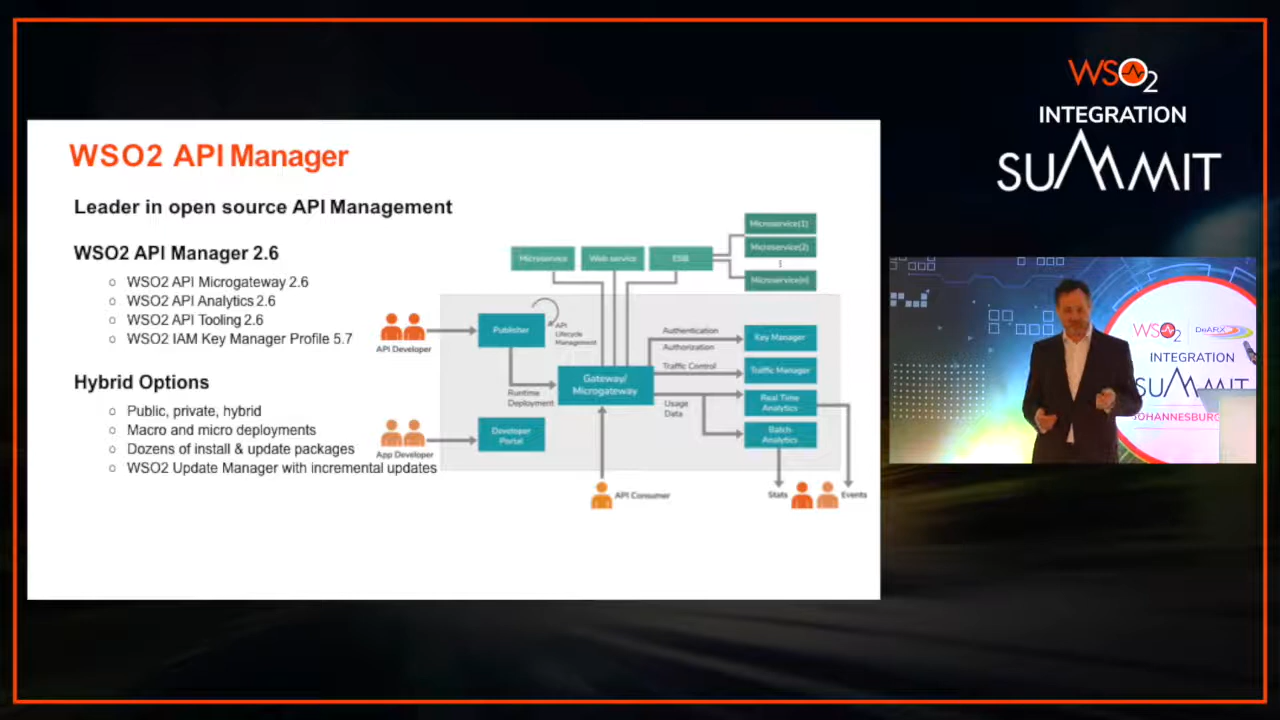 WSO2
INTEGRATION
SUMMIT
WSO2 API Manager
Leader in open source API Management
WSO2 API Manager 2.6
○ WSO2 API Microgateway 2.6
○ WSO2 API Analytics 2.6
○ WSO2 API Tooling 2.6
○ WSO2 IAM Key Manager Profile 5.7
Hybrid Options
○ Public, private, hybrid
○ Macro and micro deployments
○ Dozens of install & update packages
○ WSO2 Update Manager with incremental updates
Microservice
Web service
ESB
Microservice(1)
Microservice(2)
Microservice(n)
API Developer
Publisher
API
Lifecycle
Management
Runtime
Deployment
Gateway/
Microgateway
Authentication
Authorization
Traffic Control
Usage
Data
Key Manager
Traffic Manager
Real Time
Analytics
Batch
Analytics
App Developer
Developer
Portal
API Consumer
Stats
Events
WSO2
INTEGRATION
SUMMIT
JOHANNESBURG